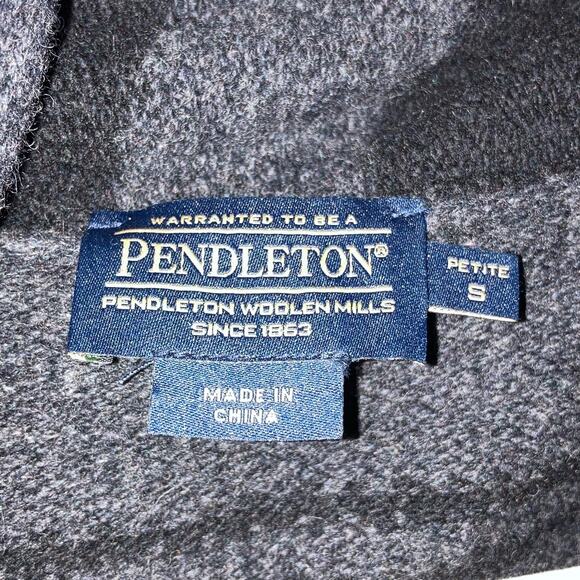 WARRANTED TO BE A
PENDLETON®
PENDLETON WOOLEN MILLS
SINCE 1863
PETITE
S
MADE IN
CHINA